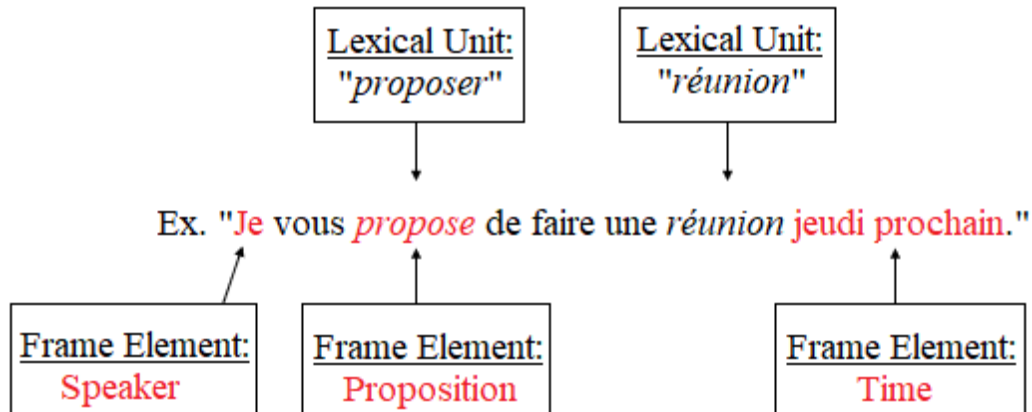 Lexical Unit:
"proposer"
Lexical Unit:
"réunion"
Ex. "Je vous propose de faire une réunion jeudi prochain."
Frame Element:
Speaker
Frame Element:
Proposition
Frame Element:
Time